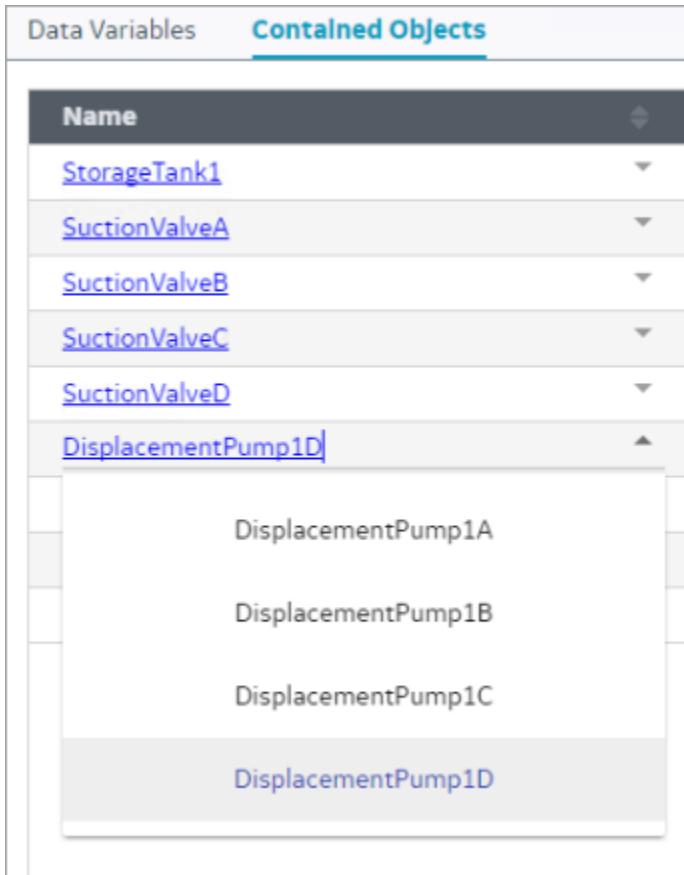 Data Variables Contained Objects
Name
StorageTank1
SuctionValveA
SuctionValveB
SuctionValveC
SuctionValveD
DisplacementPump1D
DisplacementPump1A
DisplacementPump1B
DisplacementPump1C
DisplacementPump1D